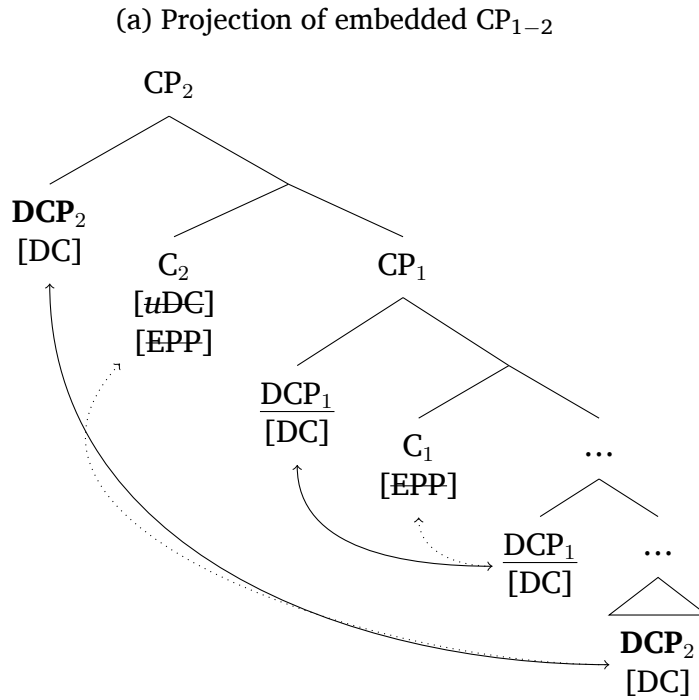 (a) Projection of embedded CP₁₋₂
CP₂
DCP₂
[DC]
C₂
[uDC]
[EPP]
CP₁
DCP₁
[DC]
C₁
[EPP]
...
DCP₁
[DC]
...
DCP₂
[DC]